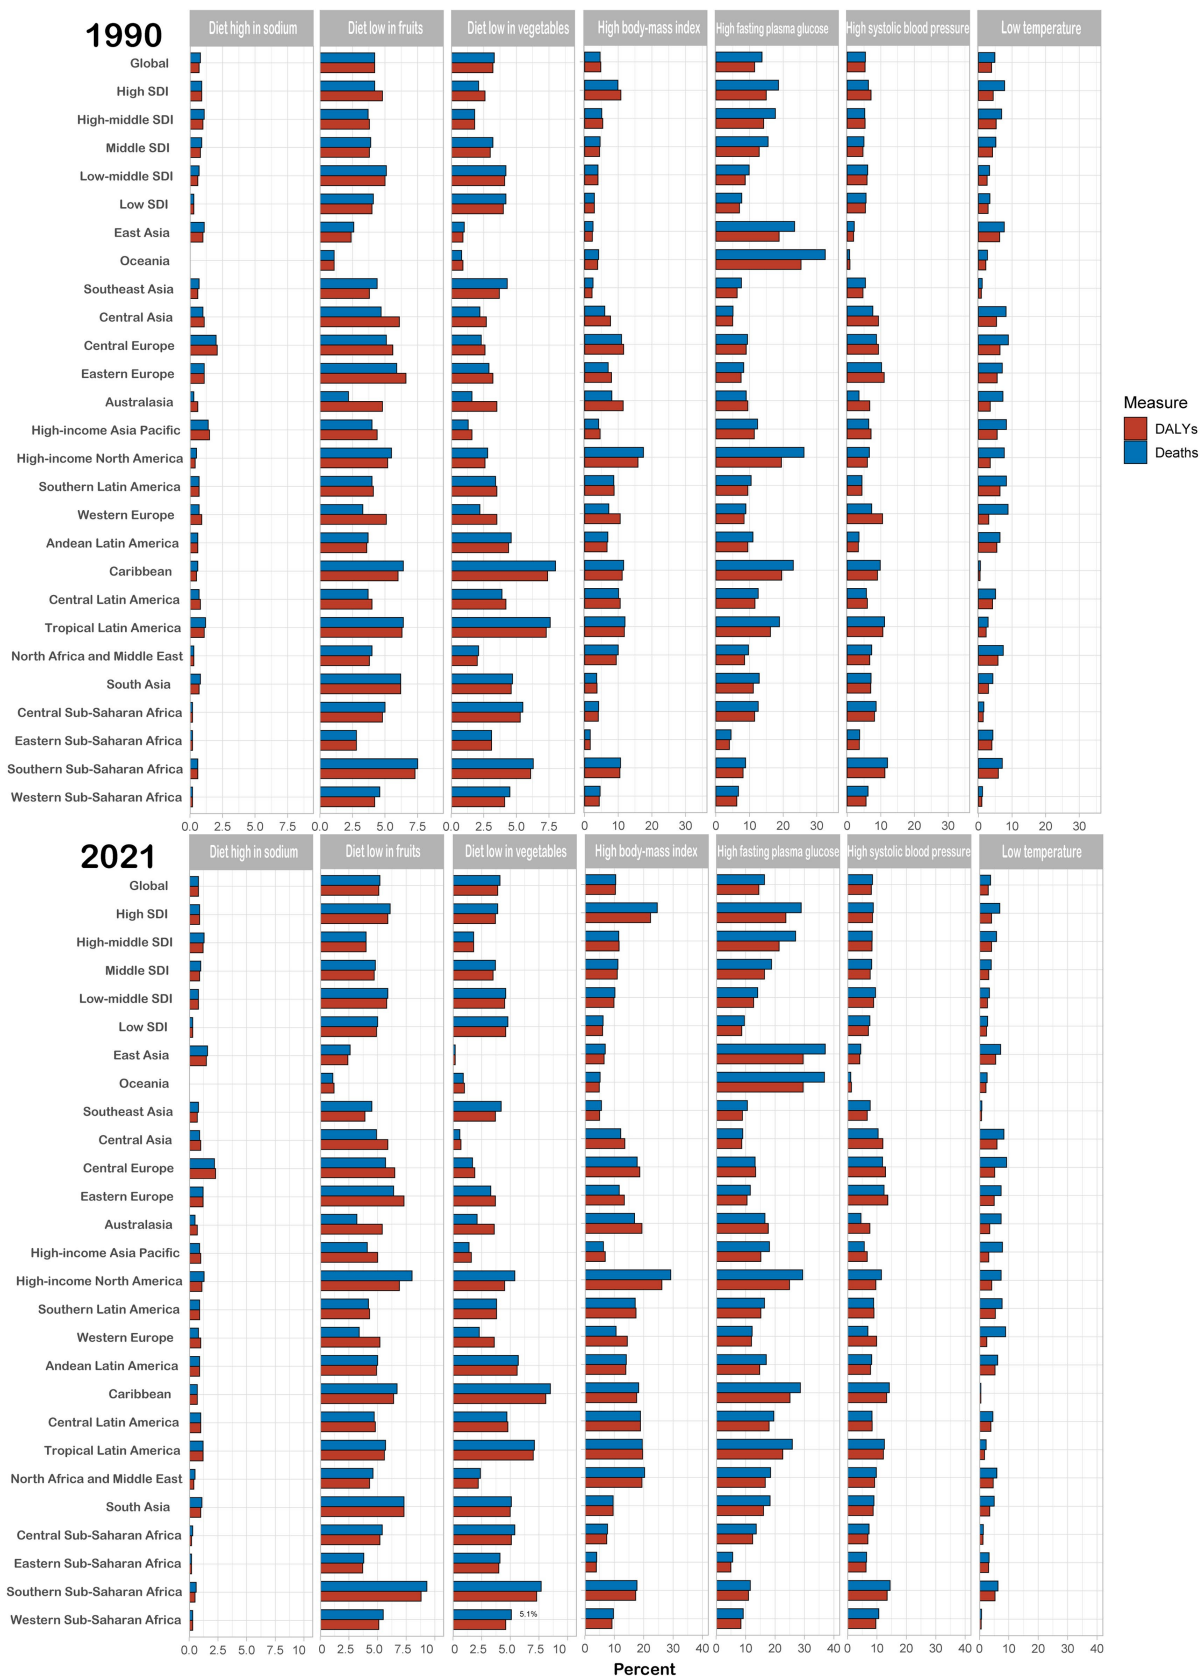 1990
Diet high in sodium Diet low in fruits Diet low in vegetables High body-mass index High fasting plasma glucose High systolic blood pressure Low temperature
Global
High SDI
High-middle SDI
Middle SDI
Low-middle SDI
Low SDI
East Asia
Oceania
Southeast Asia
Central Asia
Central Europe
Eastern Europe
Australasia
High-income Asia Pacific
High-income North America
Southern Latin America
Western Europe
Andean Latin America
Caribbean
Central Latin America
Tropical Latin America
North Africa and Middle East
South Asia
Central Sub-Saharan Africa
Eastern Sub-Saharan Africa
Southern Sub-Saharan Africa
Western Sub-Saharan Africa
0.0 2.5 5.0 7.5 0.0 2.5 5.0 7.5 0.0 2.5 5.0 7.5 0 10 20 30 0 10 20 30 0 10 20 30 0 10 20 30
Measure
DALYs
Deaths
2021
Diet high in sodium Diet low in fruits Diet low in vegetables High body-mass index High fasting plasma glucose High systolic blood pressure Low temperature
Global
High SDI
High-middle SDI
Middle SDI
Low-middle SDI
Low SDI
East Asia
Oceania
Southeast Asia
Central Asia
Central Europe
Eastern Europe
Australasia
High-income Asia Pacific
High-income North America
Southern Latin America
Western Europe
Andean Latin America
Caribbean
Central Latin America
Tropical Latin America
North Africa and Middle East
South Asia
Central Sub-Saharan Africa
Eastern Sub-Saharan Africa
Southern Sub-Saharan Africa
Western Sub-Saharan Africa 5.1%
0.0 2.5 5.0 7.5 10 0.0 2.5 5.0 7.5 10 0 2.5 5.0 7.5 10 0 10 20 30 40 0 10 20 30 40 0 10 20 30 40 0 10 20 30 40
Percent